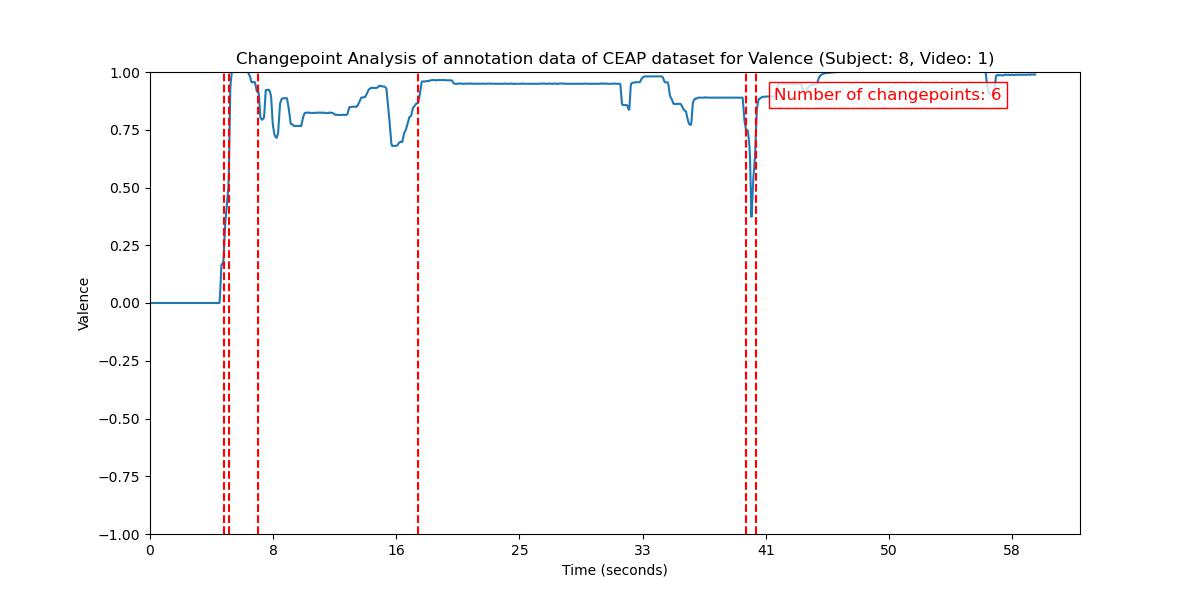 Changepoint Analysis of annotation data of CEAP dataset for Valence (Subject: 8, Video: 1)
Number of changepoints: 6
Valence
1.00
0.75
0.50
0.25
0.00
−0.25
−0.50
−0.75
−1.00
0 8 16 25 33 41 50 58
Time (seconds)